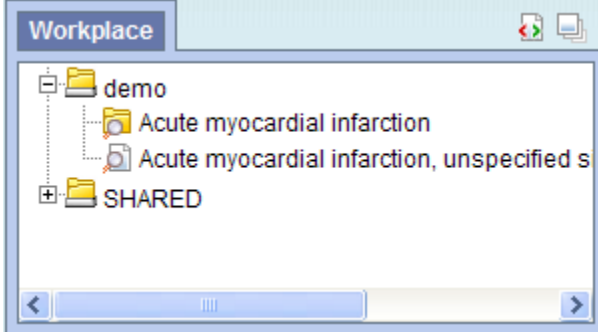 Workplace
demo
Acute myocardial infarction
Acute myocardial infarction, unspecified
SHARED